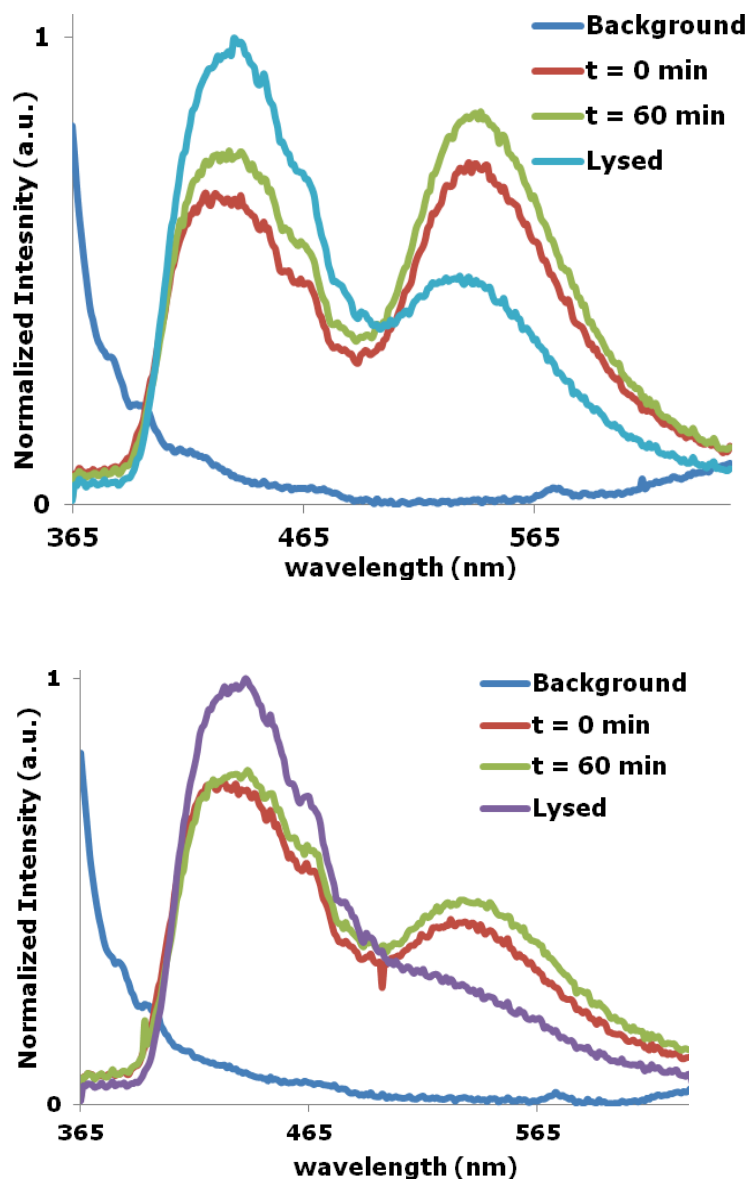 1
Background
t = 0 min
t = 60 min
Lysed
Normalized Intesnity (a.u.)
0
365
465
565
wavelength (nm)
1
Background
t = 0 min
t = 60 min
Lysed
Normalized Intensity (a.u.)
0
365
465
565
wavelength (nm)